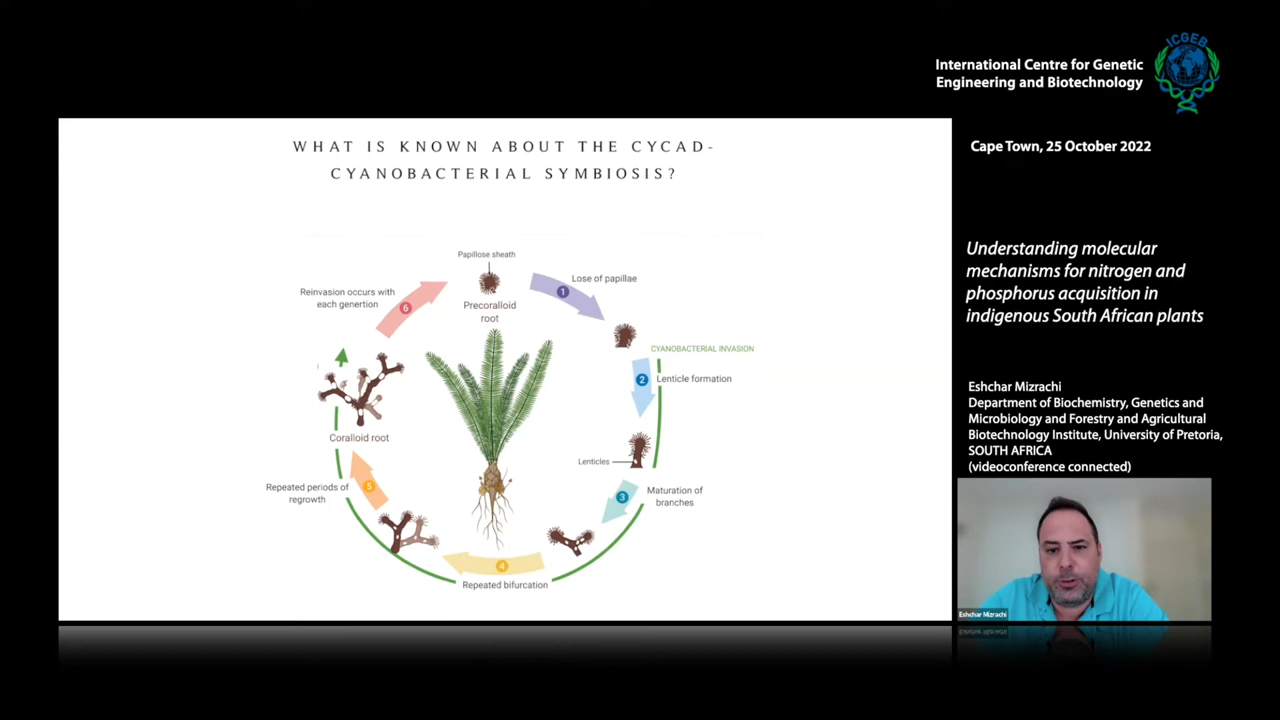 ICGEB
International Centre for Genetic
Engineering and Biotechnology
Cape Town, 25 October 2022
WHAT IS KNOWN ABOUT THE CYCAD-
CYANOBACTERIAL SYMBIOSIS?
Papillose sheath
Precoralloid
root
1
Lose of papillae
CYANOBACTERIAL INVASION
2
Lenticle formation
Lenticles
3
Maturation of
branches
4
Repeated bifurcation
5
Repeated periods of
regrowth
Coralloid root
6
Reinvasion occurs with
each genertion
Understanding molecular
mechanisms for nitrogen and
phosphorus acquisition in
indigenous South African plants
Eshchar Mizrachi
Department of Biochemistry, Genetics and
Microbiology and Forestry and Agricultural
Biotechnology Institute, University of Pretoria,
SOUTH AFRICA
(videoconference connected)
Eshchar Mizrachi